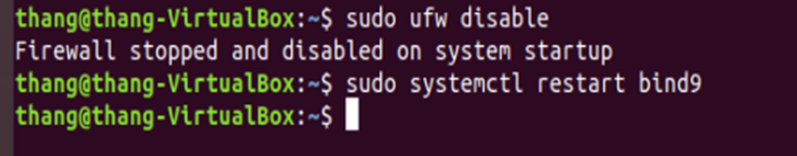 thang@thang-VirtualBox:~$ sudo ufw disable
Firewall stopped and disabled on system startup
thang@thang-VirtualBox:~$ sudo systemctl restart bind9
thang@thang-VirtualBox:~$